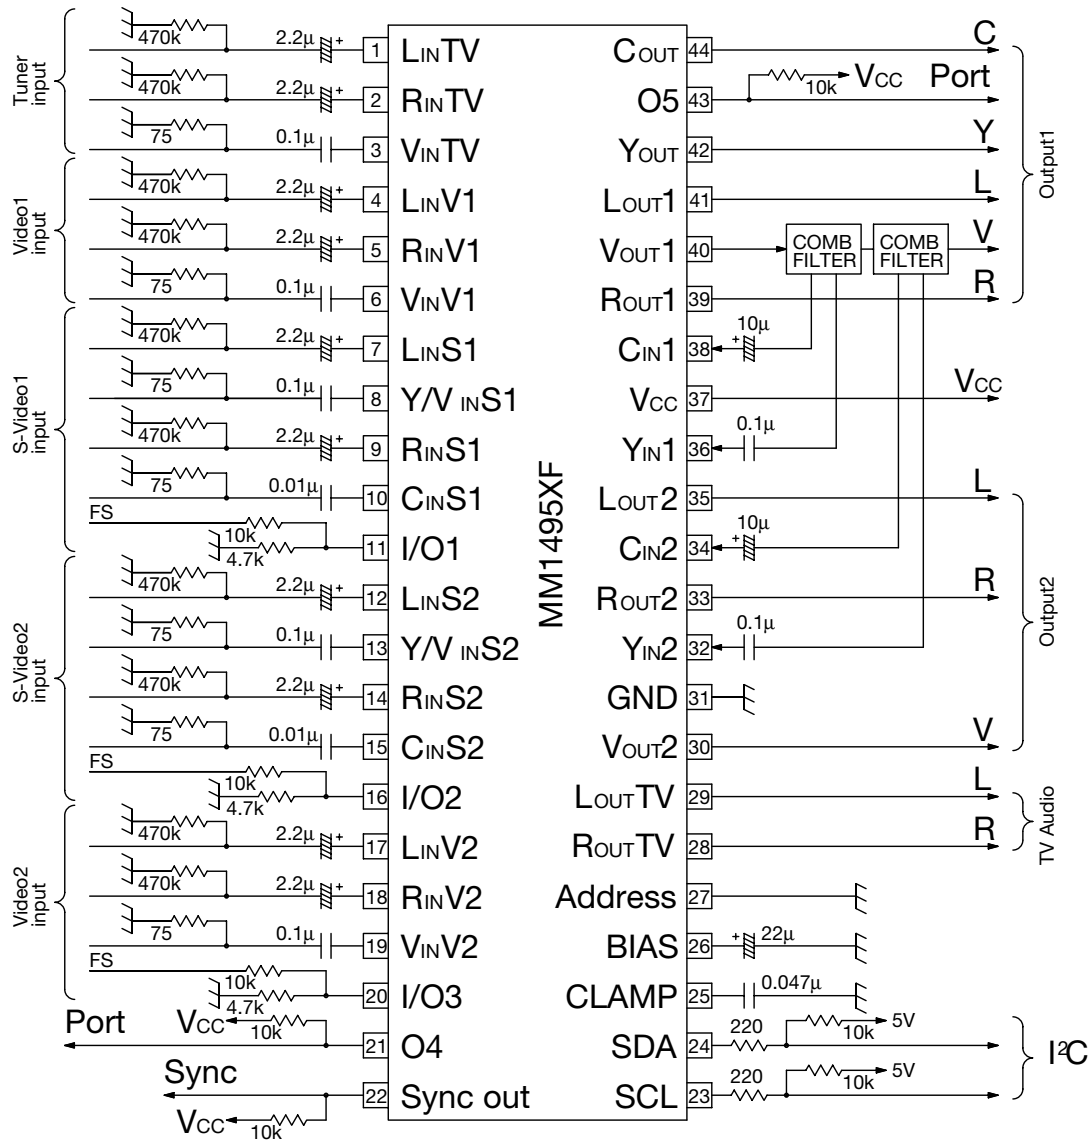 Tuner input
470k 2.2μ + 1 LINTV
470k 2.2μ + 2 RINTV
75 0.1μ 3 VINTV
Video1 input
470k 2.2μ + 4 LINV1
470k 2.2μ + 5 RINV1
75 0.1μ 6 VINV1
S-Video1 input
470k 2.2μ + 7 LINS1
75 0.1μ 8 Y/V INS1
470k 2.2μ + 9 RINS1
75 0.01μ 10 CINS1
FS 10k
4.7k 11 I/O1
S-Video2 input
470k 2.2μ + 12 LINS2
75 0.1μ 13 Y/V INS2
470k 2.2μ + 14 RINS2
75 0.01μ 15 CINS2
FS 10k
4.7k 16 I/O2
Video2 input
470k 2.2μ + 17 LINV2
470k 2.2μ + 18 RINV2
75 0.1μ 19 VINV2
FS 10k
4.7k 20 I/O3
Port VCC 10k 21 O4
Sync 22 Sync out
VCC 10k
MM1495XF
COUT 44 C
10k VCC
O5 43 Port
YOUT 42 Y
LOUT1 41 L
VOUT1 40 COMB FILTER COMB FILTER V
ROUT1 39 R
Output1
CIN1 38 + 10μ
VCC 37 VCC
YIN1 36 0.1μ
LOUT2 35 L
CIN2 34 + 10μ
ROUT2 33 R
YIN2 32 0.1μ
GND 31
VOUT2 30 V
Output2
LOUTTV 29 L
ROUTTV 28 R
TV Audio
Address 27
BIAS 26 + 22μ
CLAMP 25 0.047μ
SDA 24 220 10k 5V
SCL 23 220 10k 5V
I²C